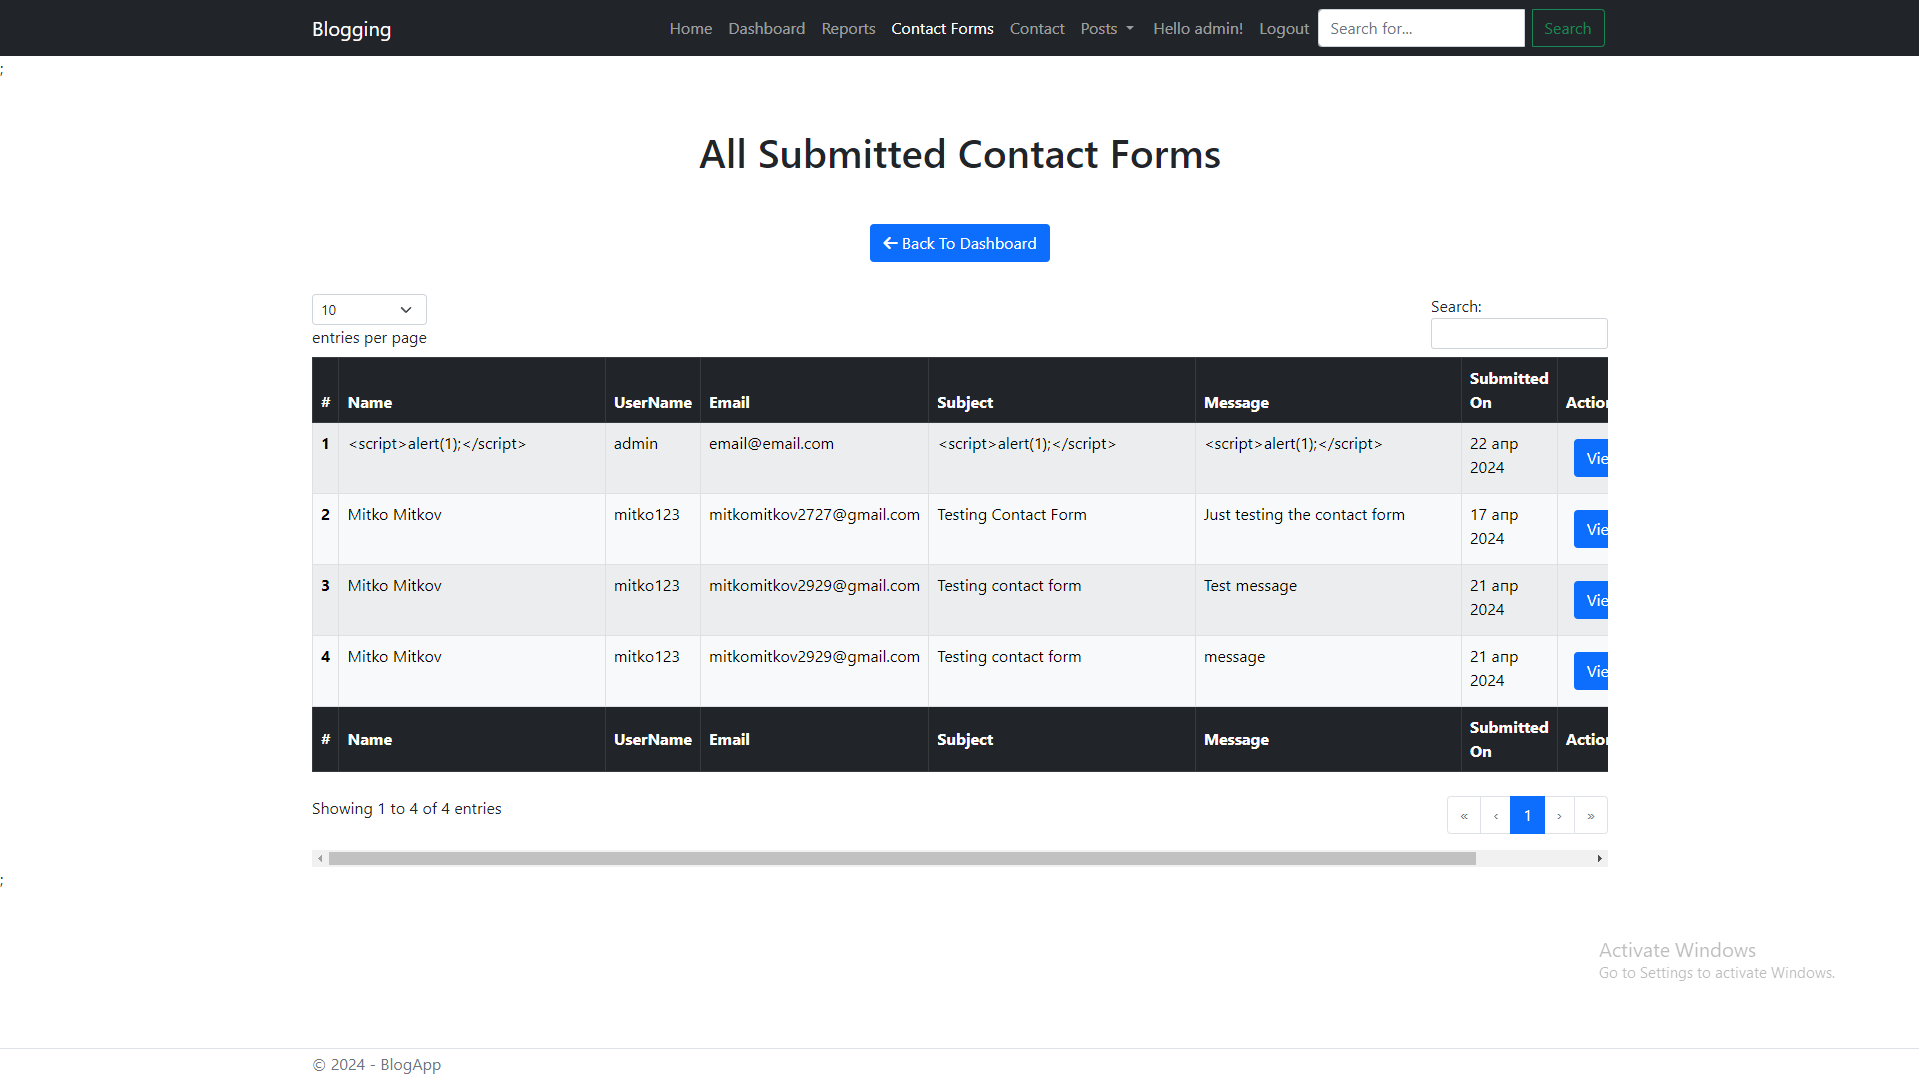 Blogging Home Dashboard Reports Contact Forms Contact Posts Hello admin! Logout Search for... Search
;
All Submitted Contact Forms
Back To Dashboard
10
entries per page
Search:
# Name UserName Email Subject Message Submitted On Action
1 <script>alert(1);</script> admin email@email.com <script>alert(1);</script> <script>alert(1);</script> 22 апр 2024 Vie
2 Mitko Mitkov mitko123 mitkomitkov2727@gmail.com Testing Contact Form Just testing the contact form 17 апр 2024 Vie
3 Mitko Mitkov mitko123 mitkomitkov2929@gmail.com Testing contact form Test message 21 апр 2024 Vie
4 Mitko Mitkov mitko123 mitkomitkov2929@gmail.com Testing contact form message 21 апр 2024 Vie
# Name UserName Email Subject Message Submitted On Action
Showing 1 to 4 of 4 entries
« ‹ 1 › »
;
Activate Windows
Go to Settings to activate Windows.
© 2024 - BlogApp